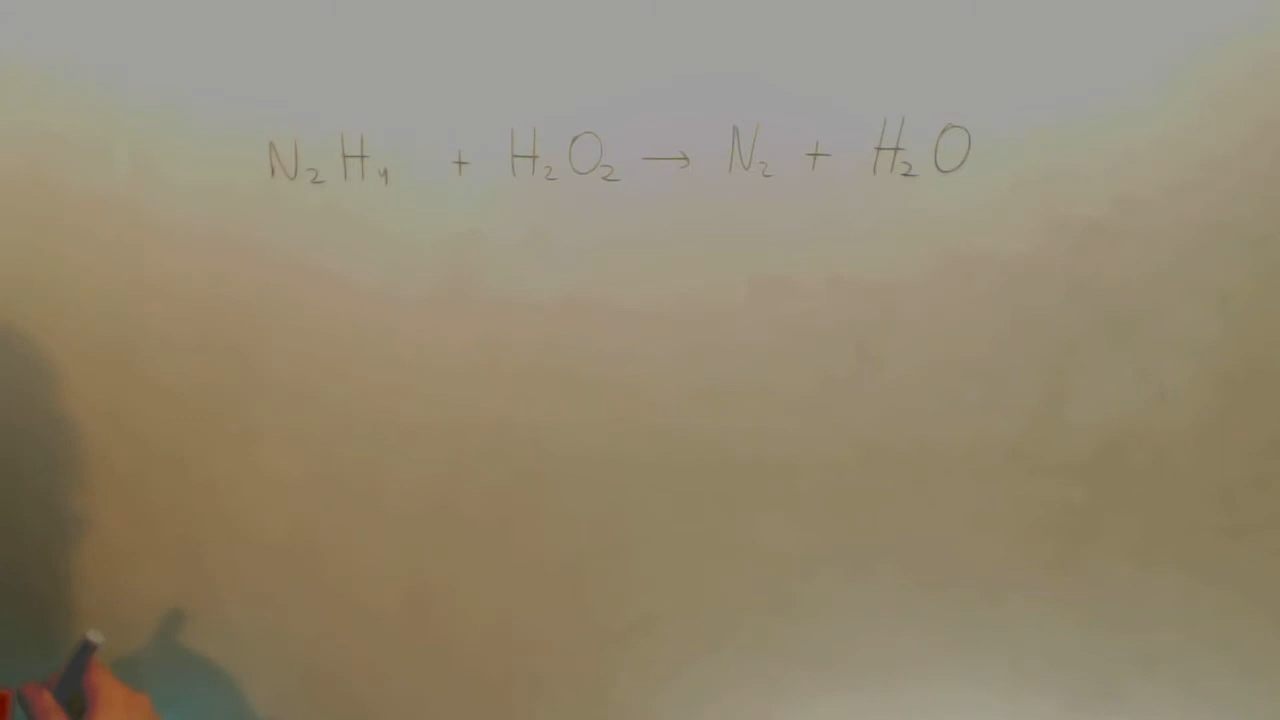 N₂H₄ + H₂O₂ → N₂ + H₂O